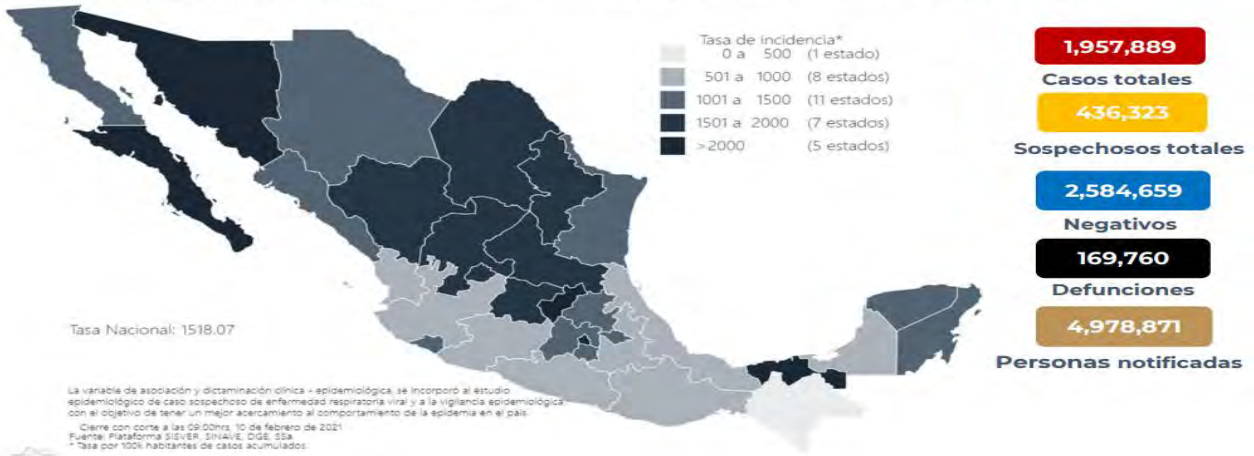 Tasa de incidencia*
0 a 500 (1 estado)
501 a 1000 (8 estados)
1001 a 1500 (11 estados)
1501 a 2000 (7 estados)
>2000 (5 estados)
Tasa Nacional: 1518.07
La variable de asociación y dictaminación clínica - epidemiológica, se incorporó al estudio
epidemiológico de caso sospechoso de enfermedad respiratoria viral y a la vigilancia epidemiológica
con el objetivo de tener un mejor acercamiento al comportamiento de la epidemia en el país.
Cierre con corte a las 09:00hrs, 10 de febrero de 2021
Fuente: Plataforma SISVER, SINAVE, DGE, SSa.
* Tasa por 100k habitantes de casos acumulados
1,957,889
Casos totales
436,323
Sospechosos totales
2,584,659
Negativos
169,760
Defunciones
4,978,871
Personas notificadas